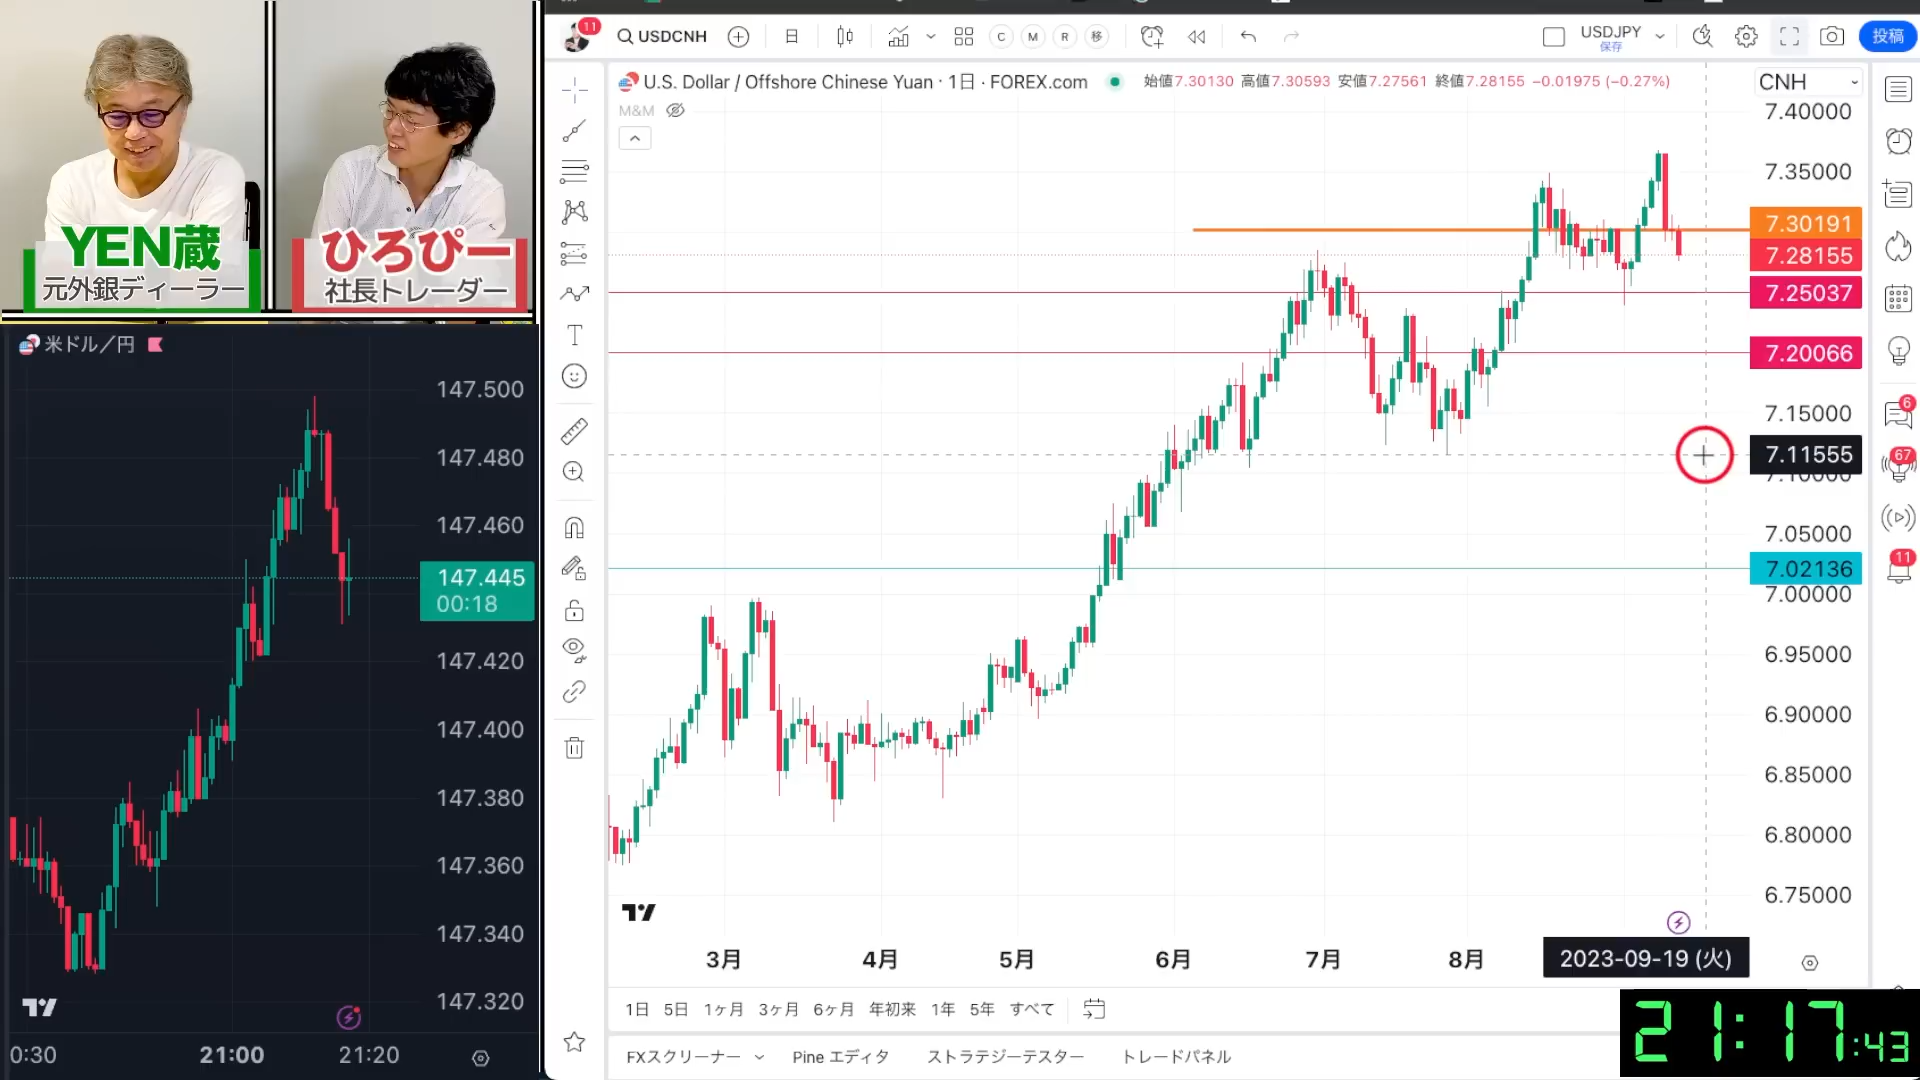 YEN蔵
元外銀ディーラー
ひろぴー
社長トレーダー
米ドル/円
147.500
147.480
147.460
147.445
00:18
147.420
147.400
147.380
147.360
147.340
147.320
0:30
21:00
21:20
11
USDCNH
日
C
M
R
移
USDJPY
保存
投稿
U.S. Dollar / Offshore Chinese Yuan · 1日 · FOREX.com
始値7.30130 高値7.30593 安値7.27561 終値7.28155 −0.01975 (−0.27%)
CNH
M&M
7.40000
7.35000
7.30191
7.28155
7.25037
7.20066
7.15000
7.11555
7.10000
7.05000
7.02136
7.00000
6.95000
6.90000
6.85000
6.80000
6.75000
6
67
11
3月
4月
5月
6月
7月
8月
2023-09-19 (火)
1日 5日 1ヶ月 3ヶ月 6ヶ月 年初来 1年 5年 すべて
FXスクリーナー
Pine エディタ
ストラテジーテスター
トレードパネル
21:17:43